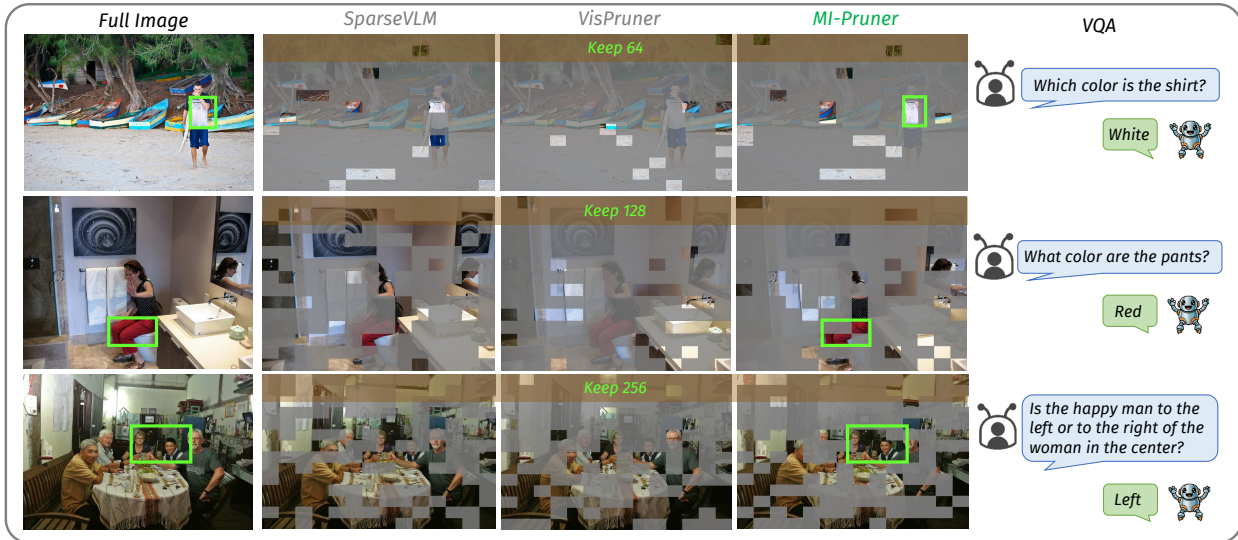 Full Image
SparseVLM
VisPruner
MI-Pruner
VQA
Keep 64
Which color is the shirt?
White
Keep 128
What color are the pants?
Red
Keep 256
Is the happy man to the
left or to the right of the
woman in the center?
Left